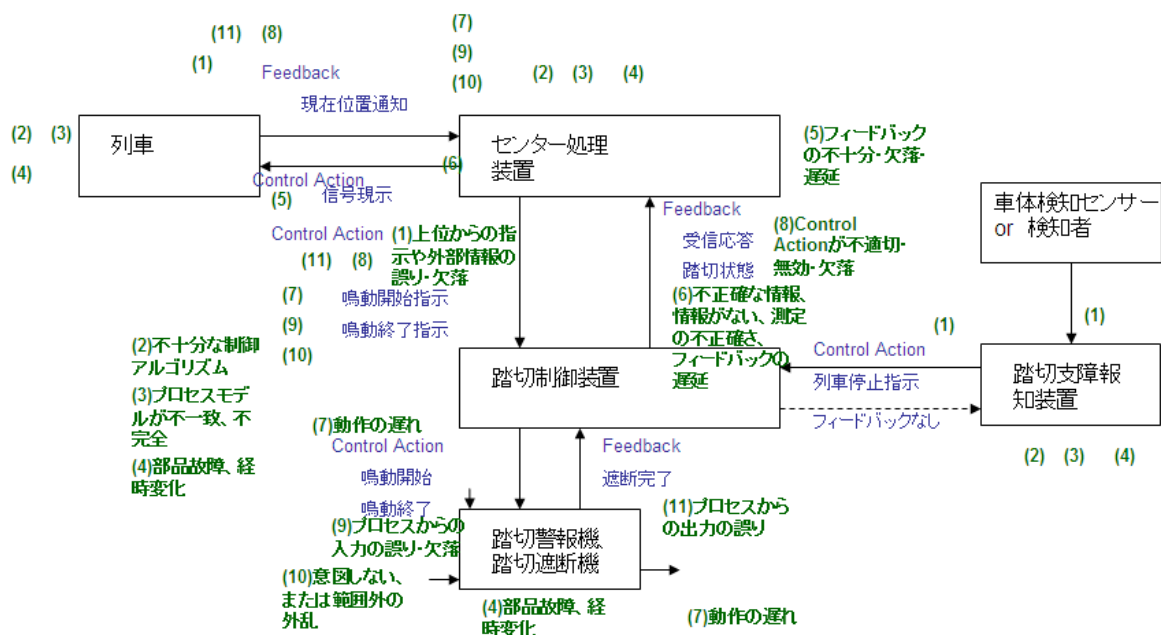 (11) (8)
(1)
Feedback
現在位置通知
(7)
(9)
(10)
(2) (3) (4)
(2) (3)
(4)
列車
センター処理
装置
(6)
Control Action
(5)
信号現示
(5)フィードバック
の不十分・欠落・
遅延
車体検知センサー
or 検知者
Control Action
(11) (8)
(1)上位からの指
示や外部情報の
誤り・欠落
(7) 鳴動開始指示
(9) 鳴動終了指示
(10)
Feedback
受信応答
踏切状態
(8)Control
Actionが不適切・
無効・欠落
(6)不正確な情報、
情報がない、測定
の不正確さ、
フィードバックの
遅延
(1)
(1)
(2)不十分な制御
アルゴリズム
(3)プロセスモデ
ルが不一致、不
完全
(4)部品故障、経
時変化
踏切制御装置
Control Action
列車停止指示
フィードバックなし
踏切支障報
知装置
(2) (3) (4)
(7)動作の遅れ
Control Action
鳴動開始
鳴動終了
Feedback
遮断完了
(9)プロセスからの
入力の誤り・欠落
(10)意図しない、
または範囲外の
外乱
踏切警報機、
踏切遮断機
(11)プロセスから
の出力の誤り
(4)部品故障、経
時変化
(7)動作の遅れ